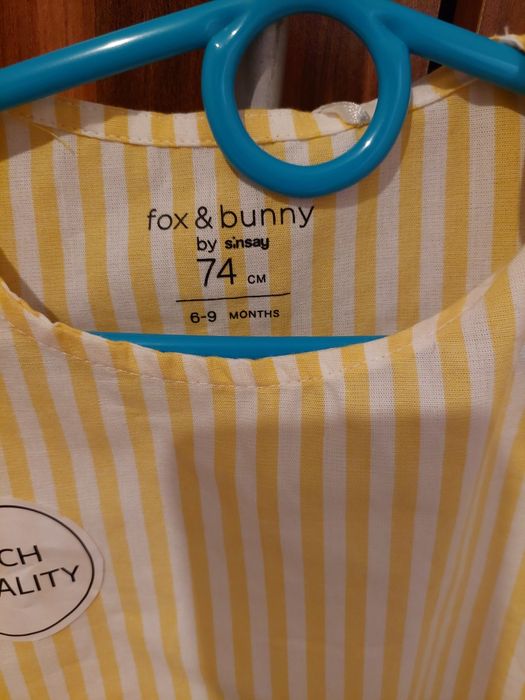 fox & bunny
by sinsay
74 CM
6-9 MONTHS
CH
ALITY